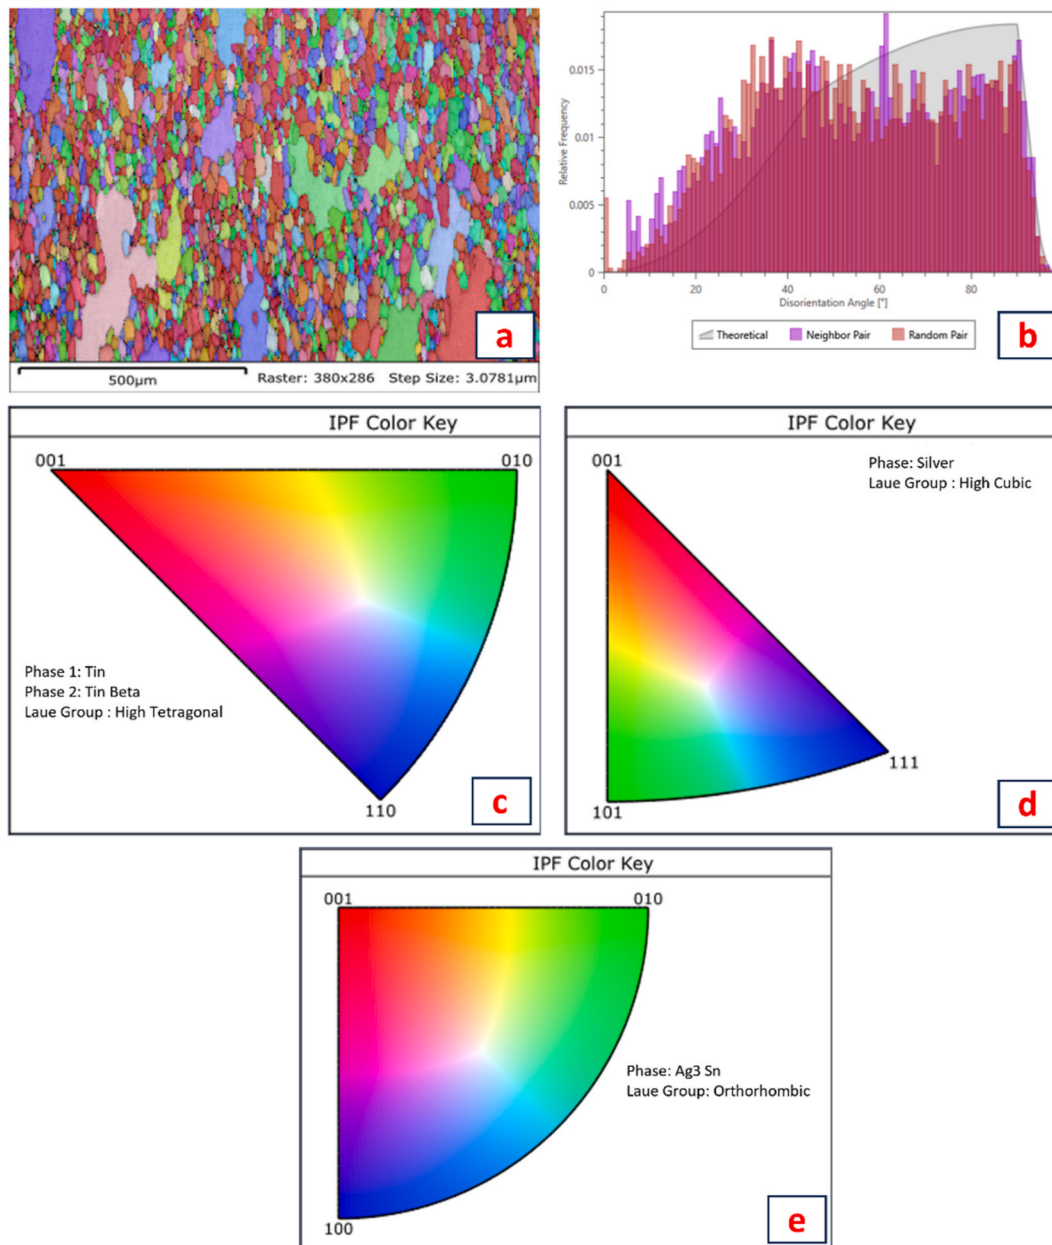 a
500μm
Raster: 380x286 Step Size: 3.0781μm
Relative Frequency
0.015
0.01
0.005
0
0
20
40
60
80
Disorientation Angle [°]
Theoretical
Neighbor Pair
Random Pair
b
IPF Color Key
001
010
Phase 1: Tin
Phase 2: Tin Beta
Laue Group : High Tetragonal
110
c
IPF Color Key
001
Phase: Silver
Laue Group : High Cubic
111
101
d
IPF Color Key
001
010
Phase: Ag3 Sn
Laue Group: Orthorhombic
100
e